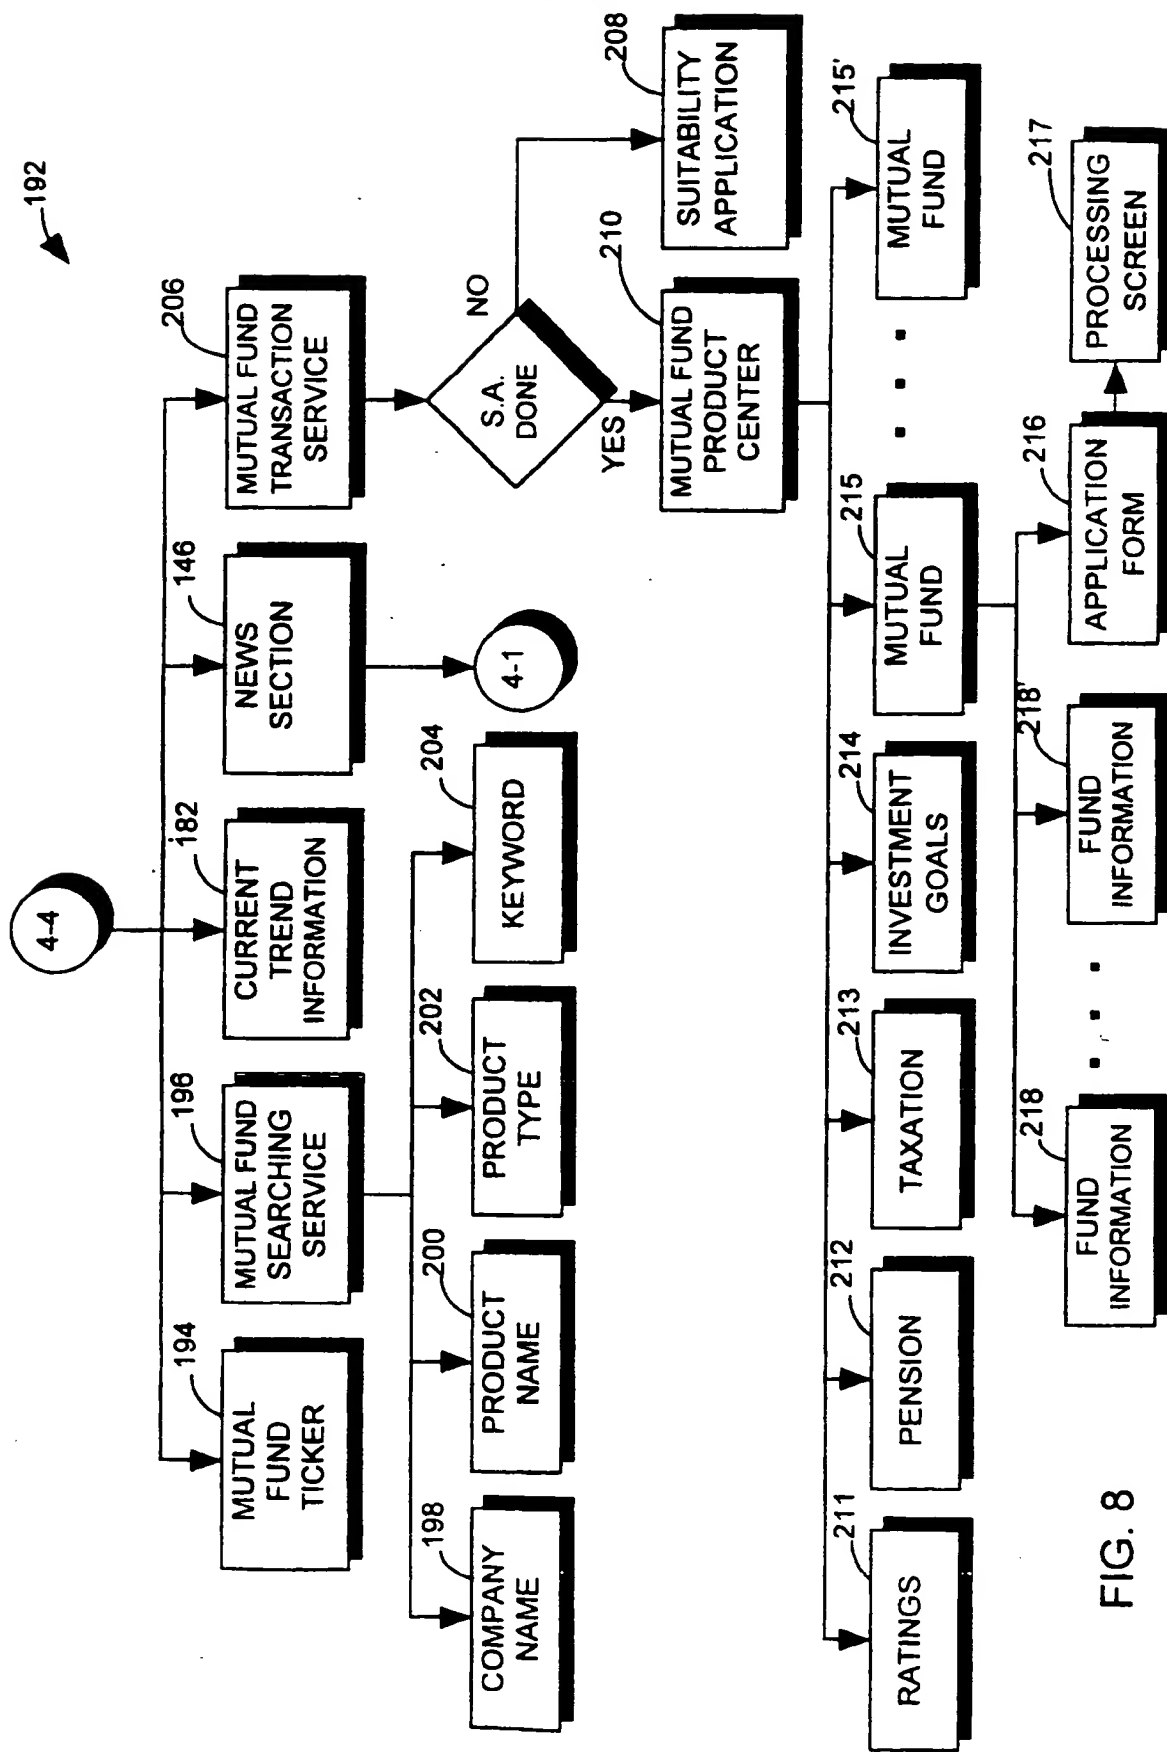 192
4-4
194
MUTUAL
FUND
TICKER
196
MUTUAL FUND
SEARCHING
SERVICE
182
CURRENT
TREND
INFORMATION
146
NEWS
SECTION
206
MUTUAL FUND
TRANSACTION
SERVICE
198
COMPANY
NAME
200
PRODUCT
NAME
202
PRODUCT
TYPE
204
KEYWORD
4-1
S.A.
DONE
NO
YES
208
SUITABILITY
APPLICATION
210
MUTUAL FUND
PRODUCT
CENTER
211
RATINGS
212
PENSION
213
TAXATION
214
INVESTMENT
GOALS
215
MUTUAL
FUND
. . . .
215'
MUTUAL
FUND
218
FUND
INFORMATION
. . .
218'
FUND
INFORMATION
216
APPLICATION
FORM
217
PROCESSING
SCREEN
FIG. 8